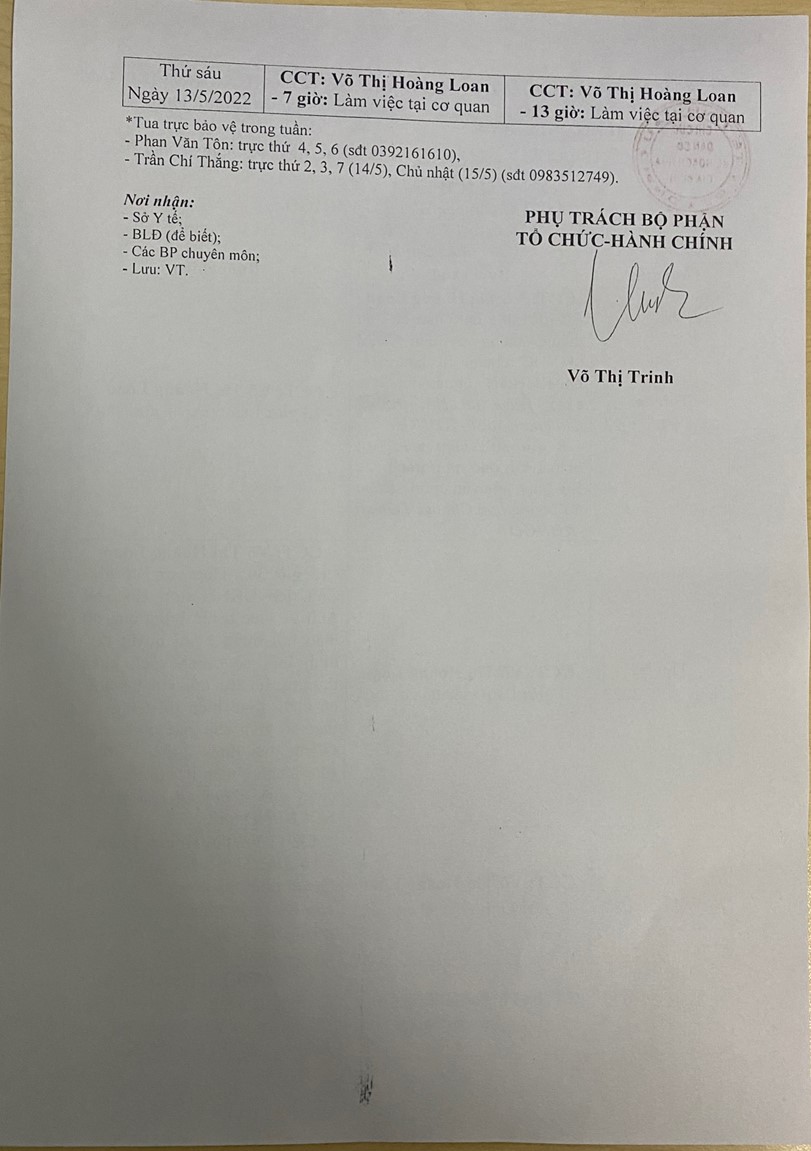 Thứ sáu
Ngày 13/5/2022
CCT: Võ Thị Hoàng Loan
- 7 giờ: Làm việc tại cơ quan
CCT: Võ Thị Hoàng Loan
- 13 giờ: Làm việc tại cơ quan
*Tua trực bảo vệ trong tuần:
- Phan Văn Tôn: trực thứ 4, 5, 6 (sđt 0392161610),
- Trần Chí Thắng: trực thứ 2, 3, 7 (14/5), Chủ nhật (15/5) (sđt 0983512749).
Nơi nhận:
- Sở Y tế;
- BLĐ (để biết);
- Các BP chuyên môn;
- Lưu: VT.
PHỤ TRÁCH BỘ PHẬN
TỔ CHỨC-HÀNH CHÍNH
Võ Thị Trinh